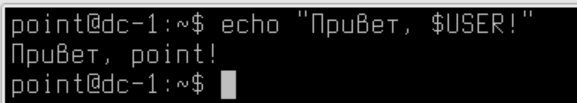 point@dc-1:~$ echo "Привет, $USER!"
Привет, point!
point@dc-1:~$